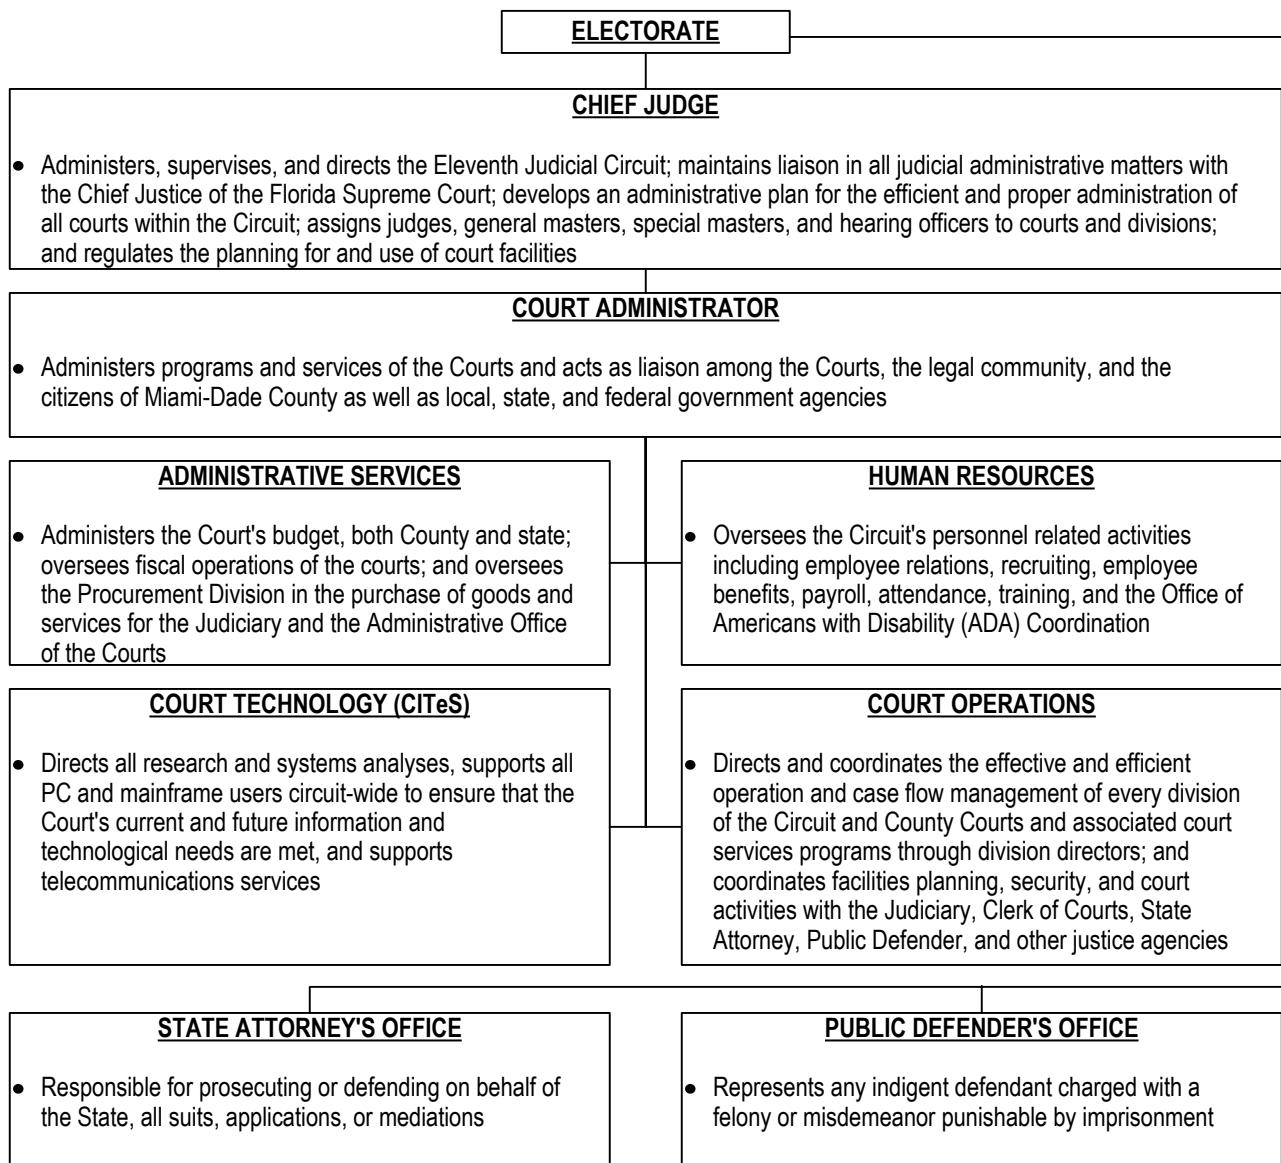 ELECTORATE
CHIEF JUDGE
• Administers, supervises, and directs the Eleventh Judicial Circuit; maintains liaison in all judicial administrative matters with
the Chief Justice of the Florida Supreme Court; develops an administrative plan for the efficient and proper administration of
all courts within the Circuit; assigns judges, general masters, special masters, and hearing officers to courts and divisions;
and regulates the planning for and use of court facilities
COURT ADMINISTRATOR
• Administers programs and services of the Courts and acts as liaison among the Courts, the legal community, and the
citizens of Miami-Dade County as well as local, state, and federal government agencies
ADMINISTRATIVE SERVICES
• Administers the Court's budget, both County and state;
oversees fiscal operations of the courts; and oversees
the Procurement Division in the purchase of goods and
services for the Judiciary and the Administrative Office
of the Courts
HUMAN RESOURCES
• Oversees the Circuit's personnel related activities
including employee relations, recruiting, employee
benefits, payroll, attendance, training, and the Office of
Americans with Disability (ADA) Coordination
COURT TECHNOLOGY (CITeS)
• Directs all research and systems analyses, supports all
PC and mainframe users circuit-wide to ensure that the
Court's current and future information and
technological needs are met, and supports
telecommunications services
COURT OPERATIONS
• Directs and coordinates the effective and efficient
operation and case flow management of every division
of the Circuit and County Courts and associated court
services programs through division directors; and
coordinates facilities planning, security, and court
activities with the Judiciary, Clerk of Courts, State
Attorney, Public Defender, and other justice agencies
STATE ATTORNEY'S OFFICE
• Responsible for prosecuting or defending on behalf of
the State, all suits, applications, or mediations
PUBLIC DEFENDER'S OFFICE
• Represents any indigent defendant charged with a
felony or misdemeanor punishable by imprisonment